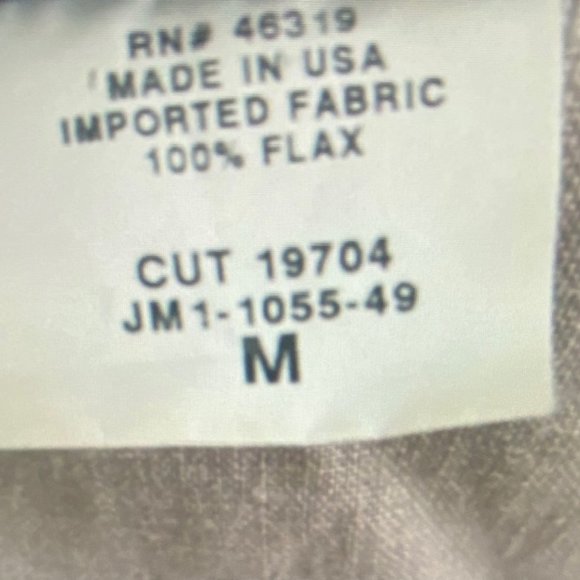 RN# 46319
MADE IN USA
IMPORTED FABRIC
100% FLAX
CUT 19704
JM1-1055-49
M